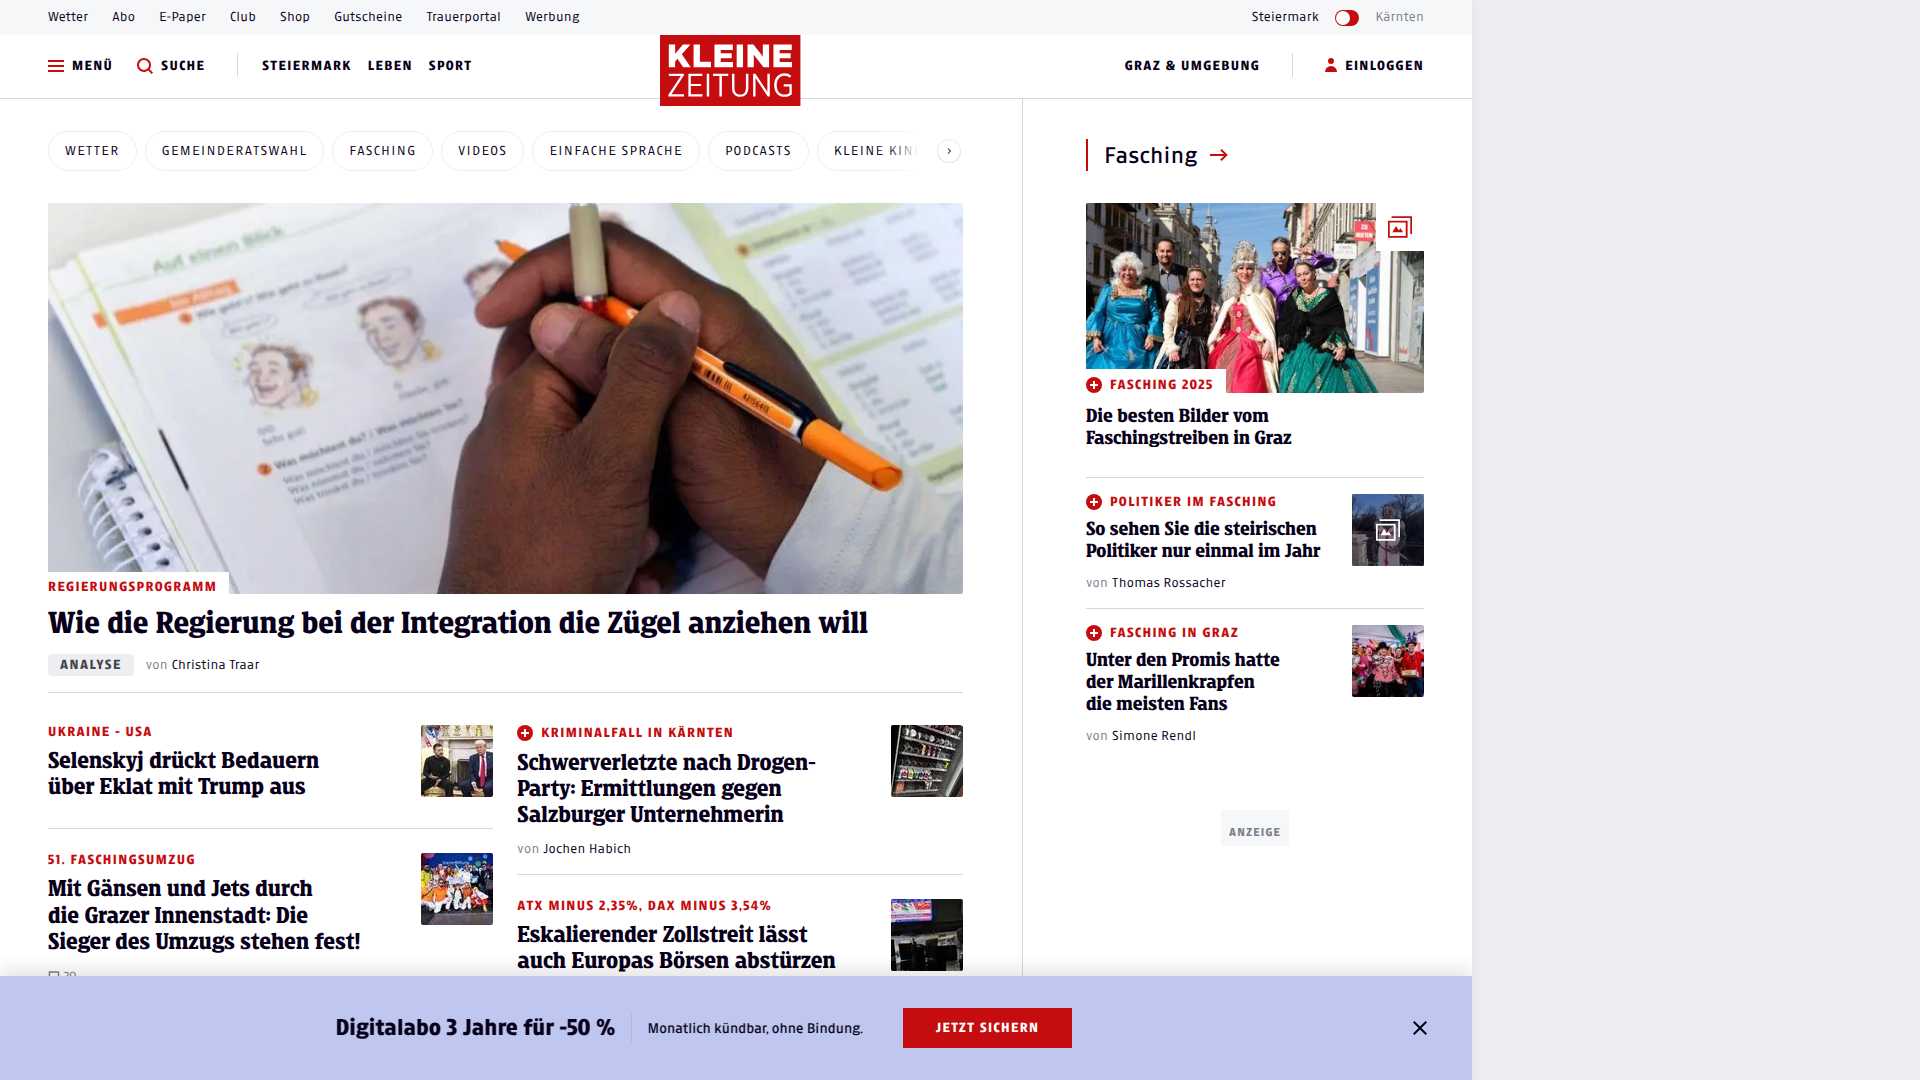 Wetter Abo E-Paper Club Shop Gutscheine Trauerportal Werbung Steiermark Kärnten
MENÜ SUCHE STEIERMARK LEBEN SPORT KLEINE ZEITUNG GRAZ & UMGEBUNG EINLOGGEN
WETTER GEMEINDERATSWAHL FASCHING VIDEOS EINFACHE SPRACHE PODCASTS KLEINE
Auf einen Blick
REGIERUNGSPROGRAMM
Wie die Regierung bei der Integration die Zügel anziehen will
ANALYSE von Christina Traar
UKRAINE - USA
Selenskyj drückt Bedauern
über Eklat mit Trump aus
51. FASCHINGSUMZUG
Mit Gänsen und Jets durch
die Grazer Innenstadt: Die
Sieger des Umzugs stehen fest!
KRIMINALFALL IN KÄRNTEN
Schwerverletzte nach Drogen-
Party: Ermittlungen gegen
Salzburger Unternehmerin
von Jochen Habich
ATX MINUS 2,35%, DAX MINUS 3,54%
Eskalierender Zollstreit lässt
auch Europas Börsen abstürzen
Fasching
FASCHING 2025
Die besten Bilder vom
Faschingstreiben in Graz
POLITIKER IM FASCHING
So sehen Sie die steirischen
Politiker nur einmal im Jahr
von Thomas Rossacher
FASCHING IN GRAZ
Unter den Promis hatte
der Marillenkrapfen
die meisten Fans
von Simone Rendl
ANZEIGE
Digitalabo 3 Jahre für -50 % Monatlich kündbar, ohne Bindung. JETZT SICHERN